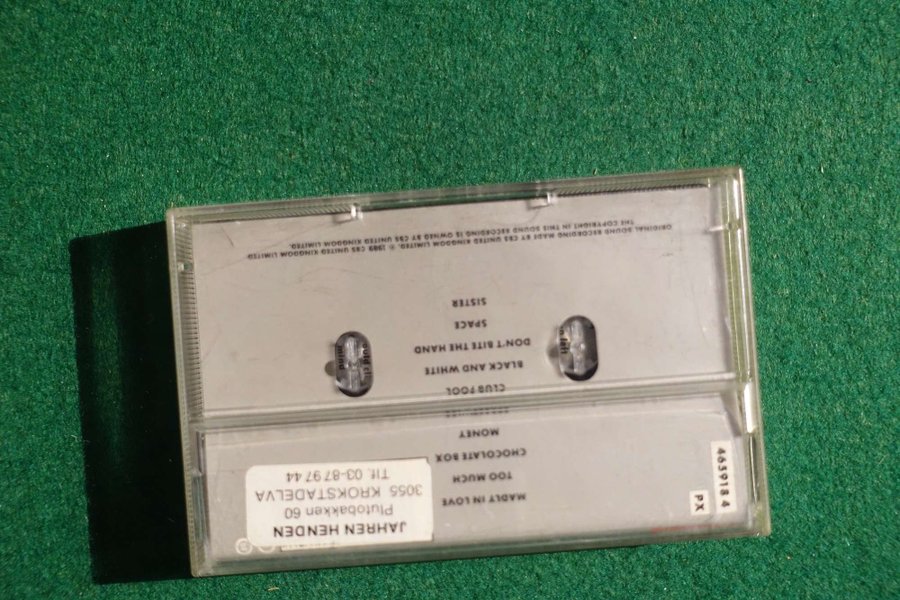 PX
465918 4
JAHREN HENDEN
Plutobakken 60
3055 KROKSTADELVA
Tlf. 03-87 97 44
MADLY IN LOVE
TOO MUCH
CHOCOLATE BOX
MONEY
CLUB FOOL
BLACK AND WHITE
DON'T BITE THE HAND
SPACE
SISTER
ORIGINAL SOUND RECORDING MADE BY CBS UNITED KINGDOM LIMITED. ℗ 1989 CBS UNITED KINGDOM LIMITED.
THE COPYRIGHT IN THIS SOUND RECORDING IS OWNED BY CBS UNITED KINGDOM LIMITED.
mind